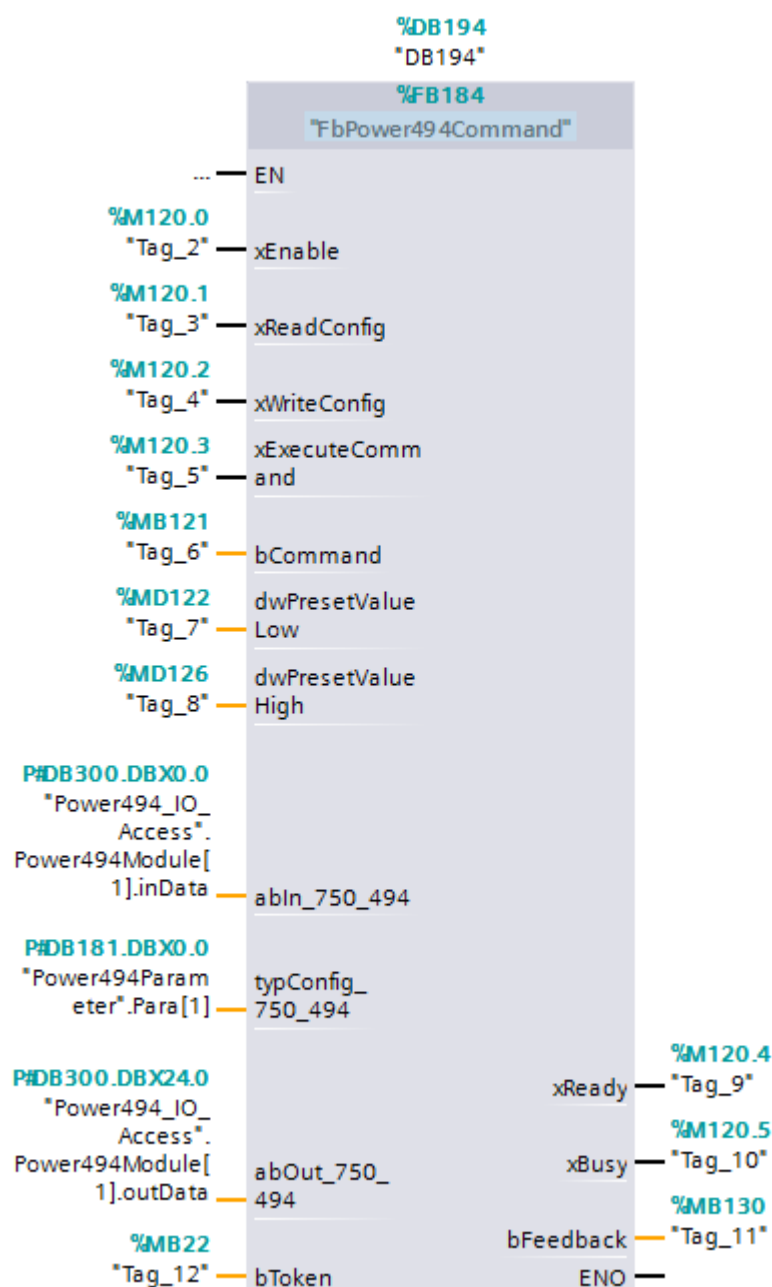 %DB194
"DB194"
%FB184
"FbPower494Command"
... EN
%M120.0
"Tag_2" xEnable
%M120.1
"Tag_3" xReadConfig
%M120.2
"Tag_4" xWriteConfig
%M120.3 xExecuteComm
"Tag_5" and
%MB121
"Tag_6" bCommand
%MD122 dwPresetValue
"Tag_7" Low
%MD126 dwPresetValue
"Tag_8" High
P#DB300.DBX0.0
"Power494_IO_
Access".
Power494Module[
1].inData abIn_750_494
P#DB181.DBX0.0
"Power494Param typConfig_
eter".Para[1] 750_494
P#DB300.DBX24.0
"Power494_IO_
Access".
Power494Module[ abOut_750_
1].outData 494
%MB22
"Tag_12" bToken
%M120.4
xReady "Tag_9"
%M120.5
xBusy "Tag_10"
%MB130
bFeedback "Tag_11"
ENO